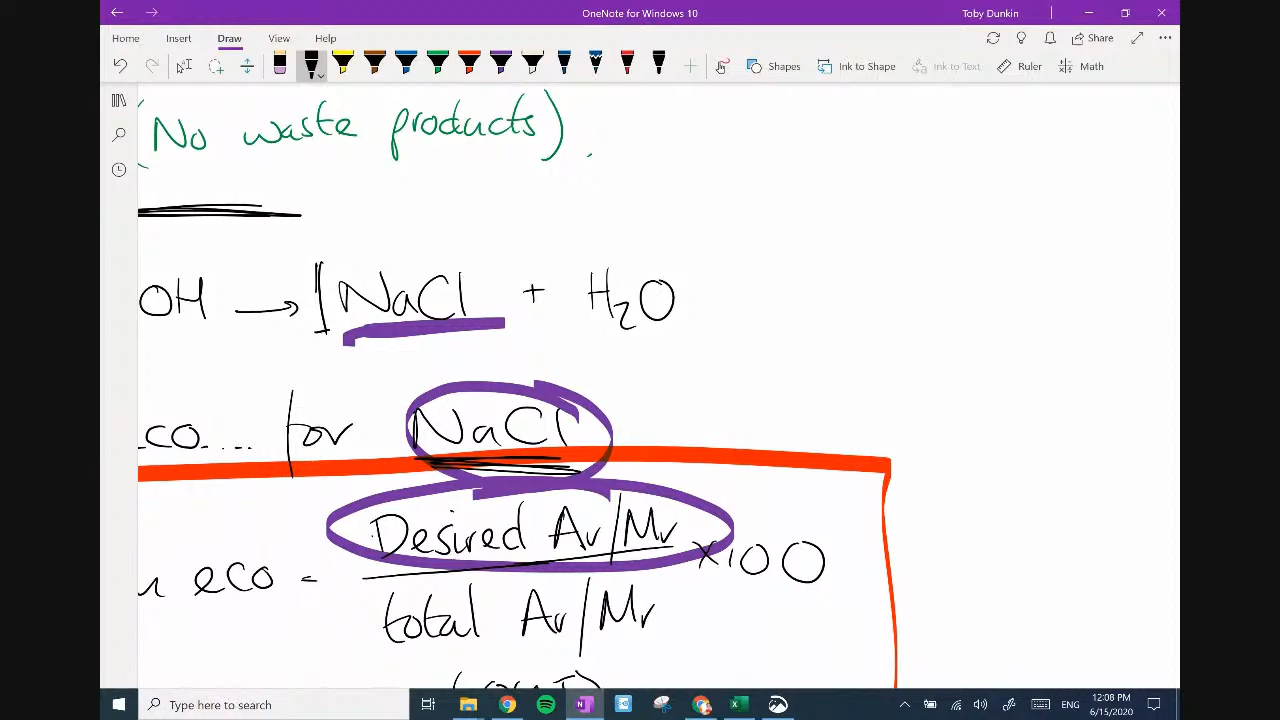 OneNote for Windows 10
Toby Dunkin
Home Insert Draw View Help
Share
Shapes Ink to Shape Ink to Text Ruler Math
(No waste products).
OH → NaCl + H2O
eco.... for NaCl
eco = Desired Ar/Mr ×100
total Ar/Mr
Type here to search
ENG
12:08 PM
6/15/2020